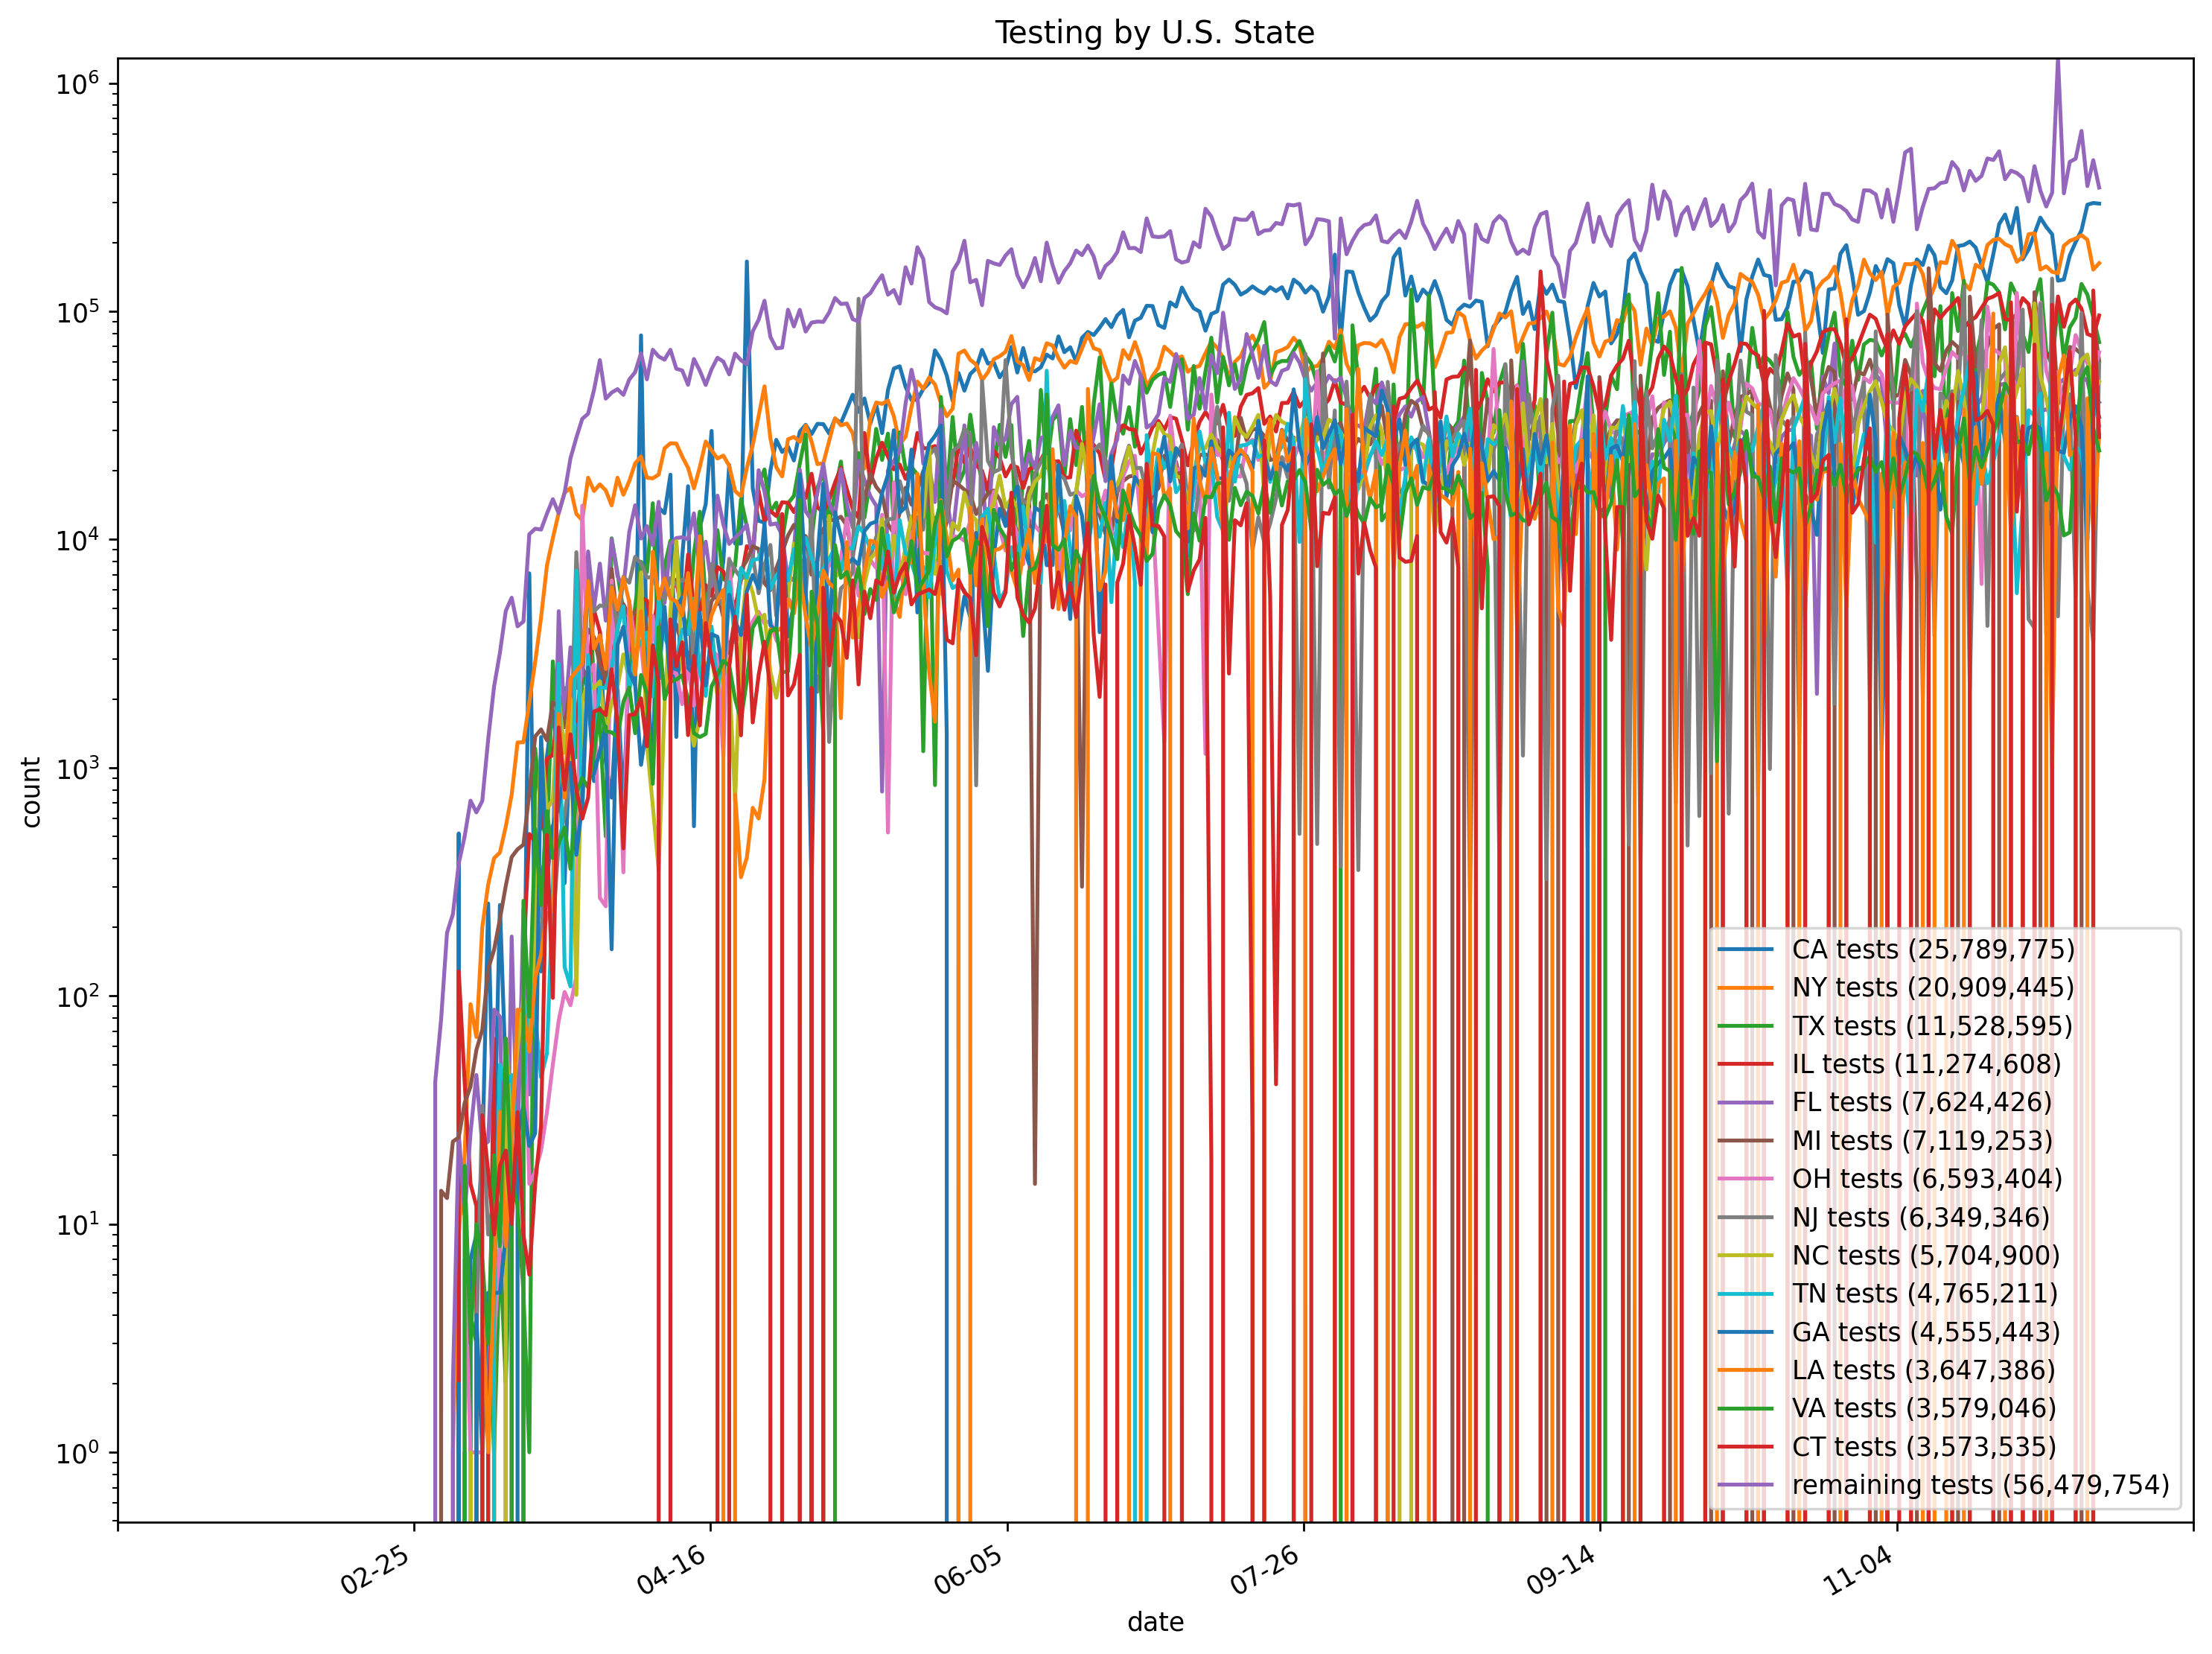 Testing by U.S. State
10^6
10^5
10^4
10^3
10^2
10^1
10^0
count
CA tests (25,789,775)
NY tests (20,909,445)
TX tests (11,528,595)
IL tests (11,274,608)
FL tests (7,624,426)
MI tests (7,119,253)
OH tests (6,593,404)
NJ tests (6,349,346)
NC tests (5,704,900)
TN tests (4,765,211)
GA tests (4,555,443)
LA tests (3,647,386)
VA tests (3,579,046)
CT tests (3,573,535)
remaining tests (56,479,754)
02-25 04-16 06-05 07-26 09-14 11-04
date